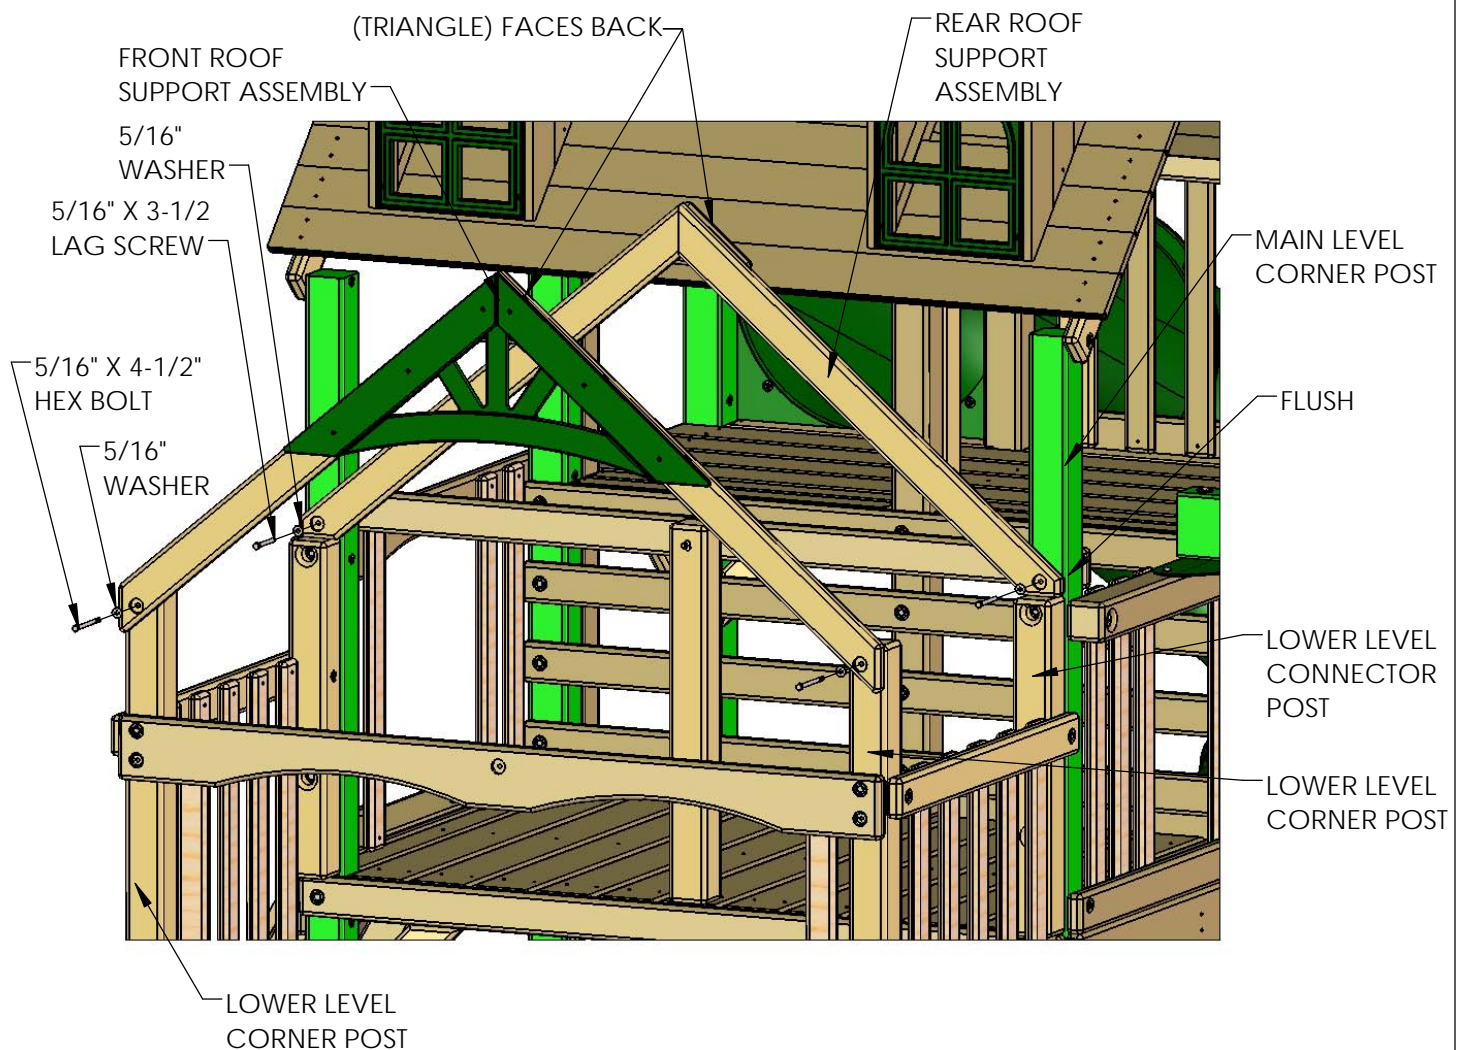 (TRIANGLE) FACES BACK
REAR ROOF
SUPPORT
ASSEMBLY
FRONT ROOF
SUPPORT ASSEMBLY
5/16"
WASHER
5/16" X 3-1/2
LAG SCREW
MAIN LEVEL
CORNER POST
5/16" X 4-1/2"
HEX BOLT
FLUSH
5/16"
WASHER
LOWER LEVEL
CONNECTOR
POST
LOWER LEVEL
CORNER POST
LOWER LEVEL
CORNER POST